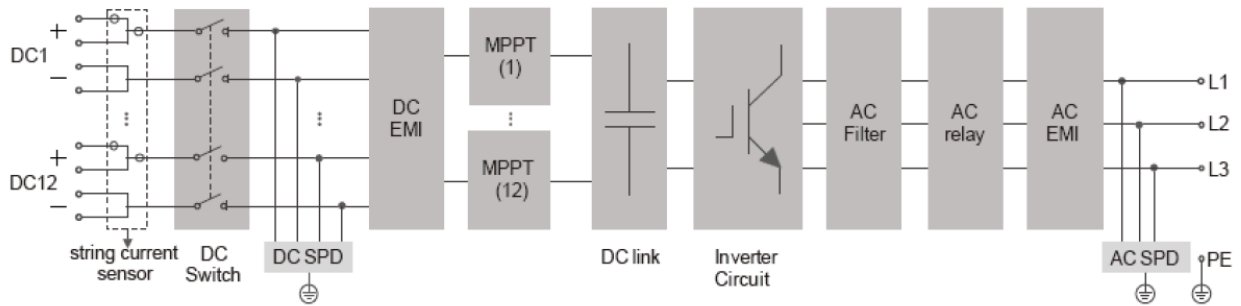 +
DC1
−
+
DC12
−
string current
sensor
DC
Switch
DC SPD
DC
EMI
MPPT
(1)
MPPT
(12)
DC link
Inverter
Circuit
AC
Filter
AC
relay
AC
EMI
AC SPD
L1
L2
L3
PE